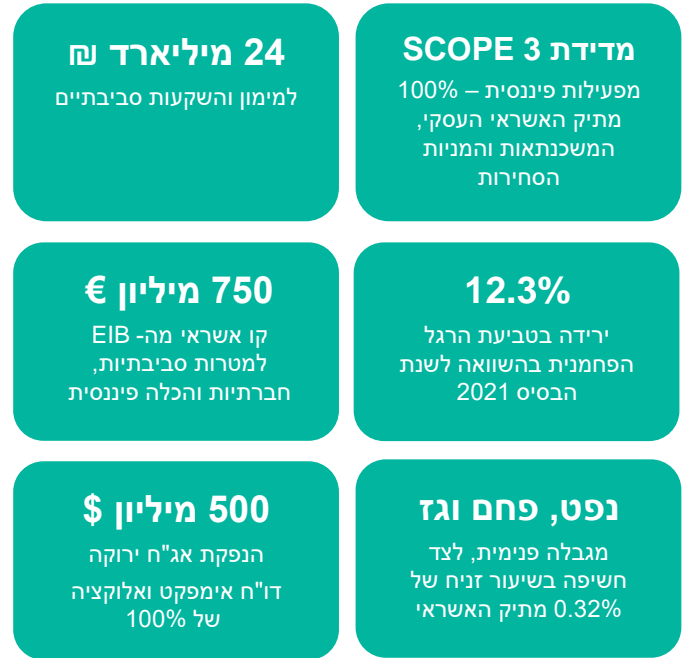 מדידת SCOPE 3
מפעילות פיננסית – 100%
מתיק האשראי העסקי,
המשכנתאות והמניות
הסחירות
24 מיליארד ₪
למימון והשקעות סביבתיים
12.3%
ירידה בטביעת הרגל
הפחמנית בהשוואה לשנת
הבסיס 2021
750 מיליון €
קו אשראי מה- EIB
למטרות סביבתיות,
חברתיות והכלה פיננסית
נפט, פחם וגז
מגבלה פנימית, לצד
חשיפה בשיעור זניח של
0.32% מתיק האשראי
500 מיליון $
הנפקת אג"ח ירוקה
דו"ח אימפקט ואלוקציה
של 100%